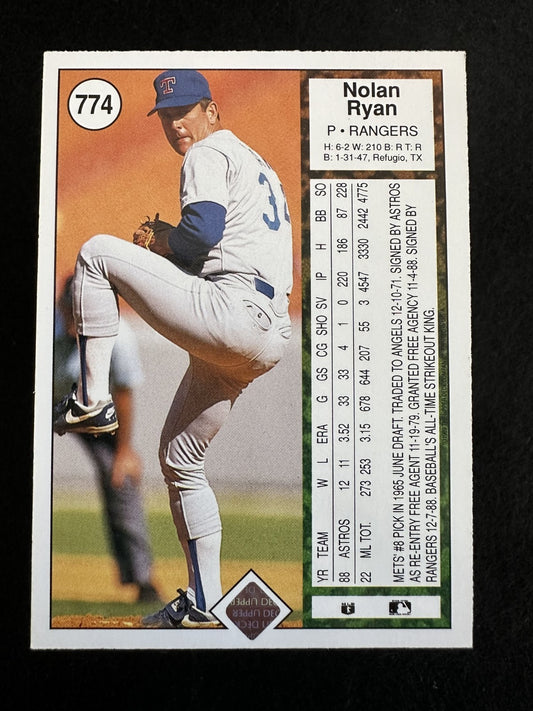 774
T
34
Nolan
Ryan
P • RANGERS
H: 6-2 W: 210 B: R T: R
B: 1-31-47, Refugio, TX
YR TEAM W L ERA G GS CG SHO SV IP H BB SO
88 ASTROS 12 11 3.52 33 33 4 1 0 220 186 87 228
22 ML TOT. 273 253 3.15 678 644 207 55 3 4547 3330 2442 4775
METS' #8 PICK IN 1965 JUNE DRAFT. TRADED TO ANGELS 12-10-71. SIGNED BY ASTROS
AS RE-ENTRY FREE AGENT 11-19-79. GRANTED FREE AGENCY 11-4-88. SIGNED BY
RANGERS 12-7-88. BASEBALL'S ALL-TIME STRIKEOUT KING.
UPPER
UPPER